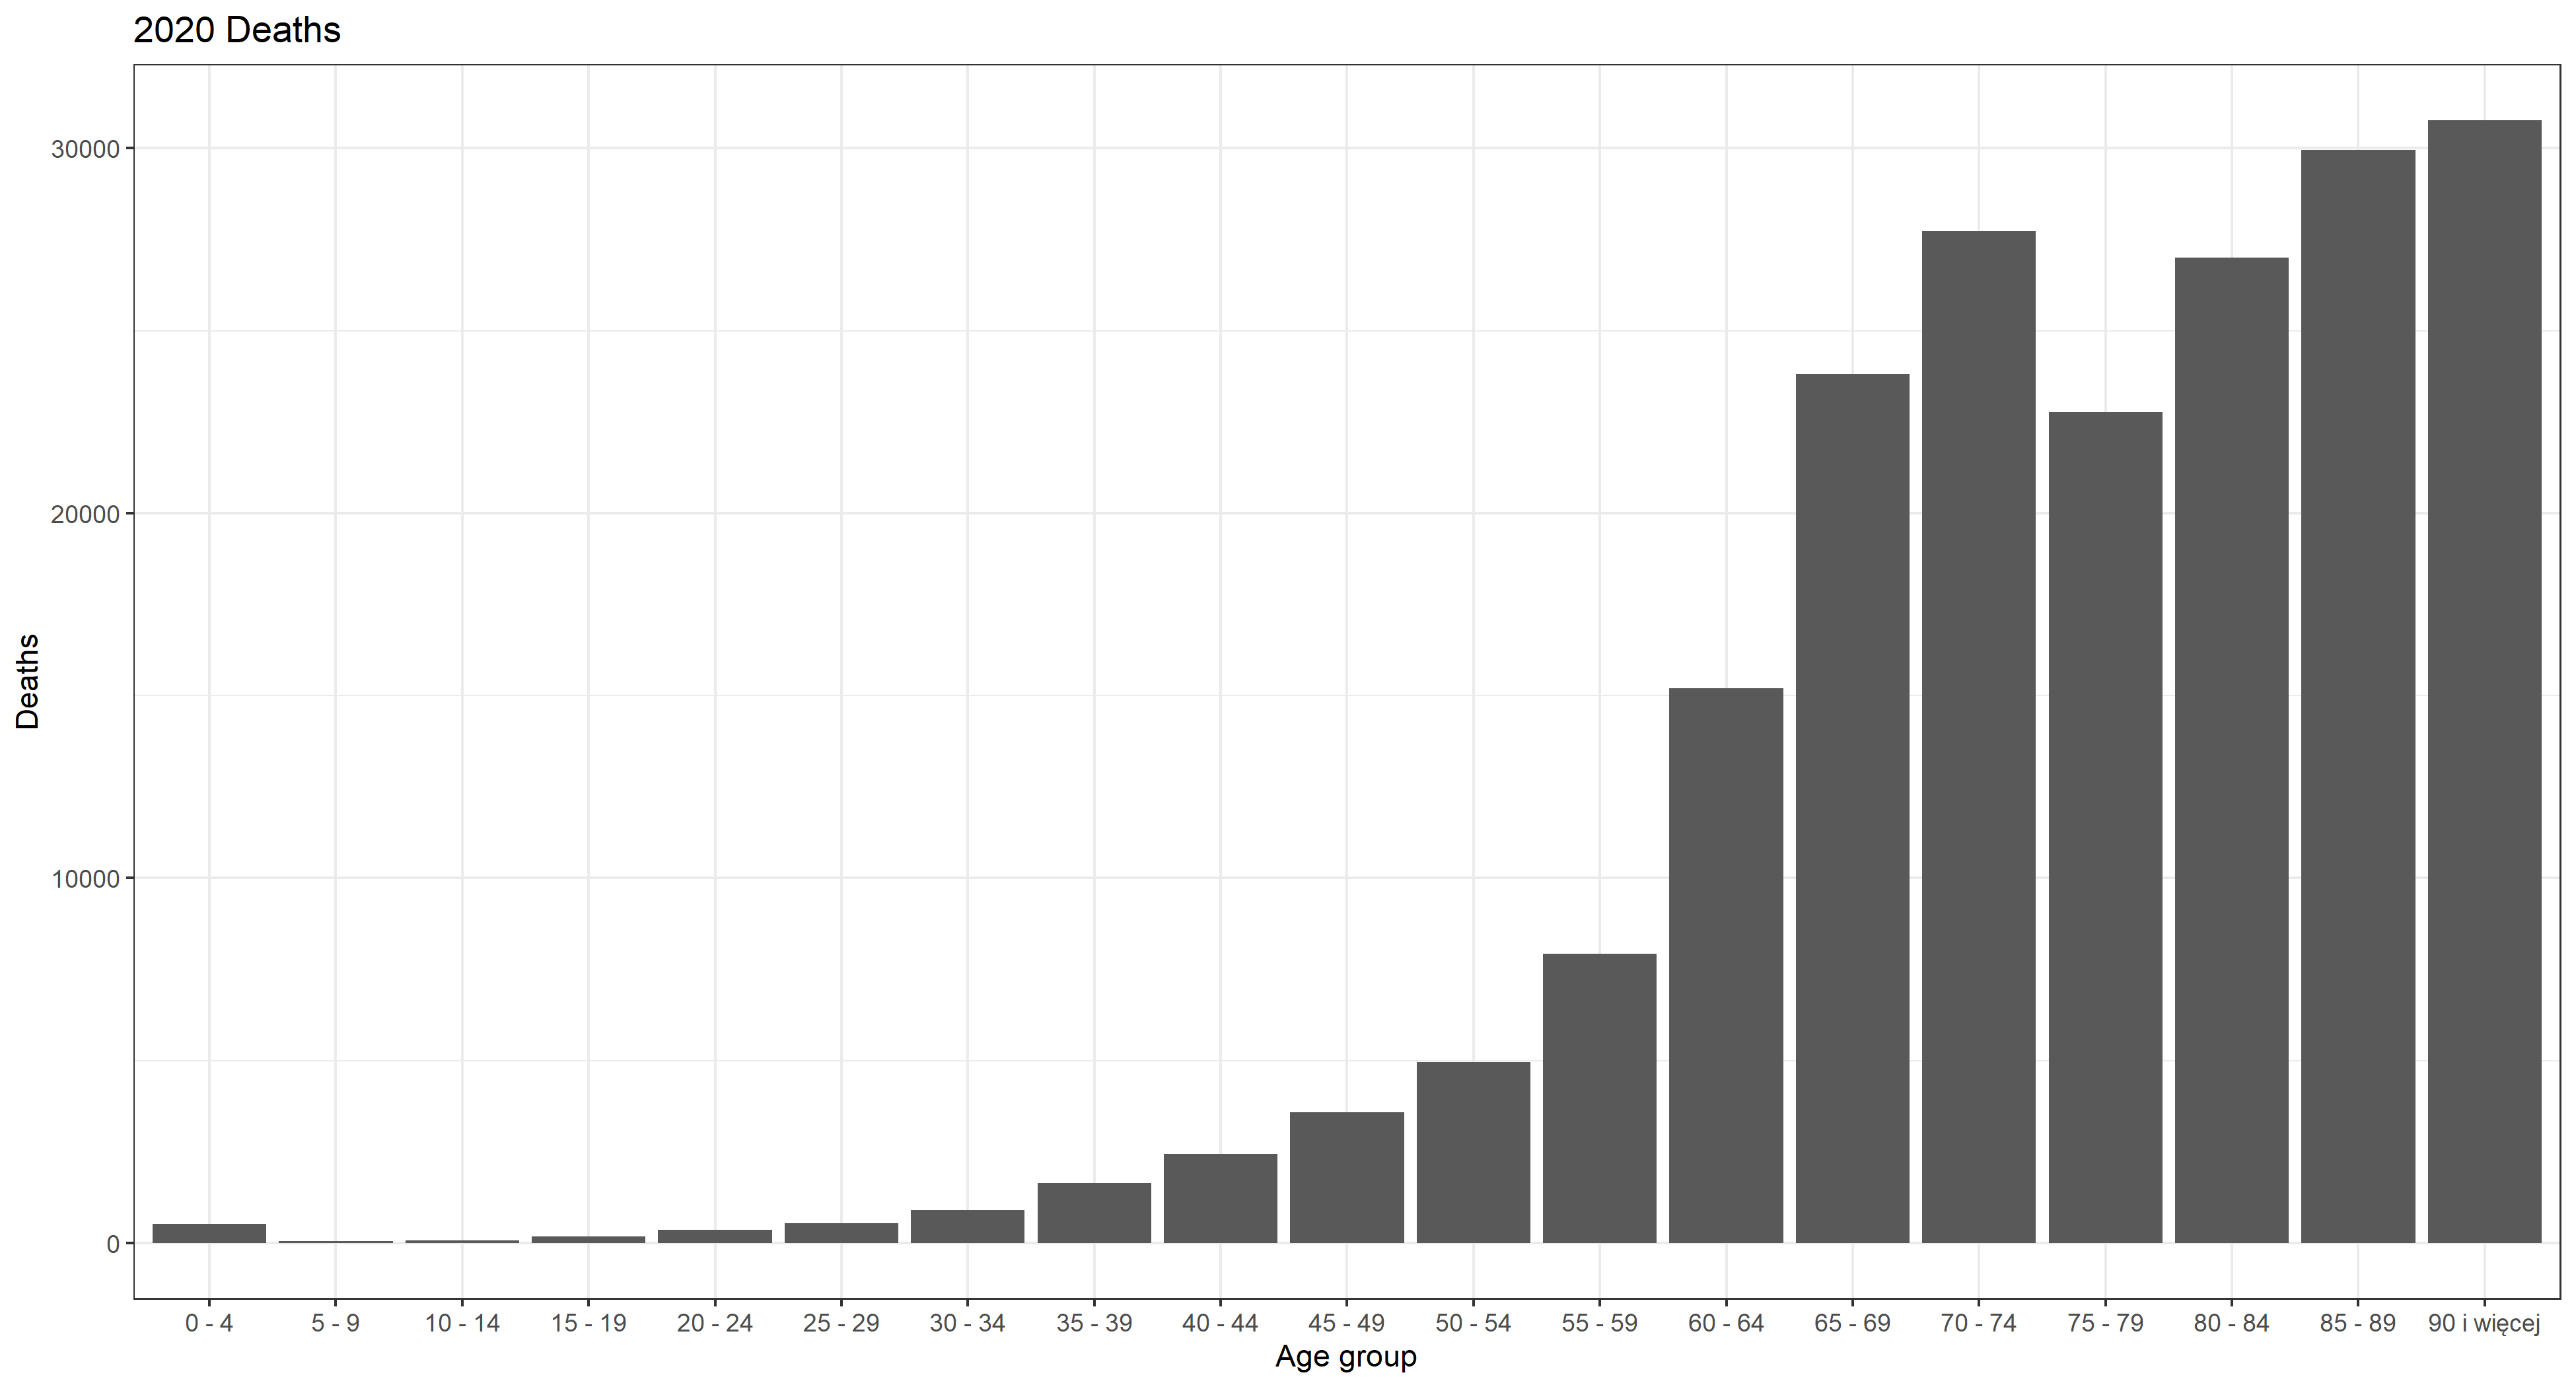 2020 Deaths
30000
20000
10000
0
Deaths
0 - 4 5 - 9 10 - 14 15 - 19 20 - 24 25 - 29 30 - 34 35 - 39 40 - 44 45 - 49 50 - 54 55 - 59 60 - 64 65 - 69 70 - 74 75 - 79 80 - 84 85 - 89 90 i więcej
Age group